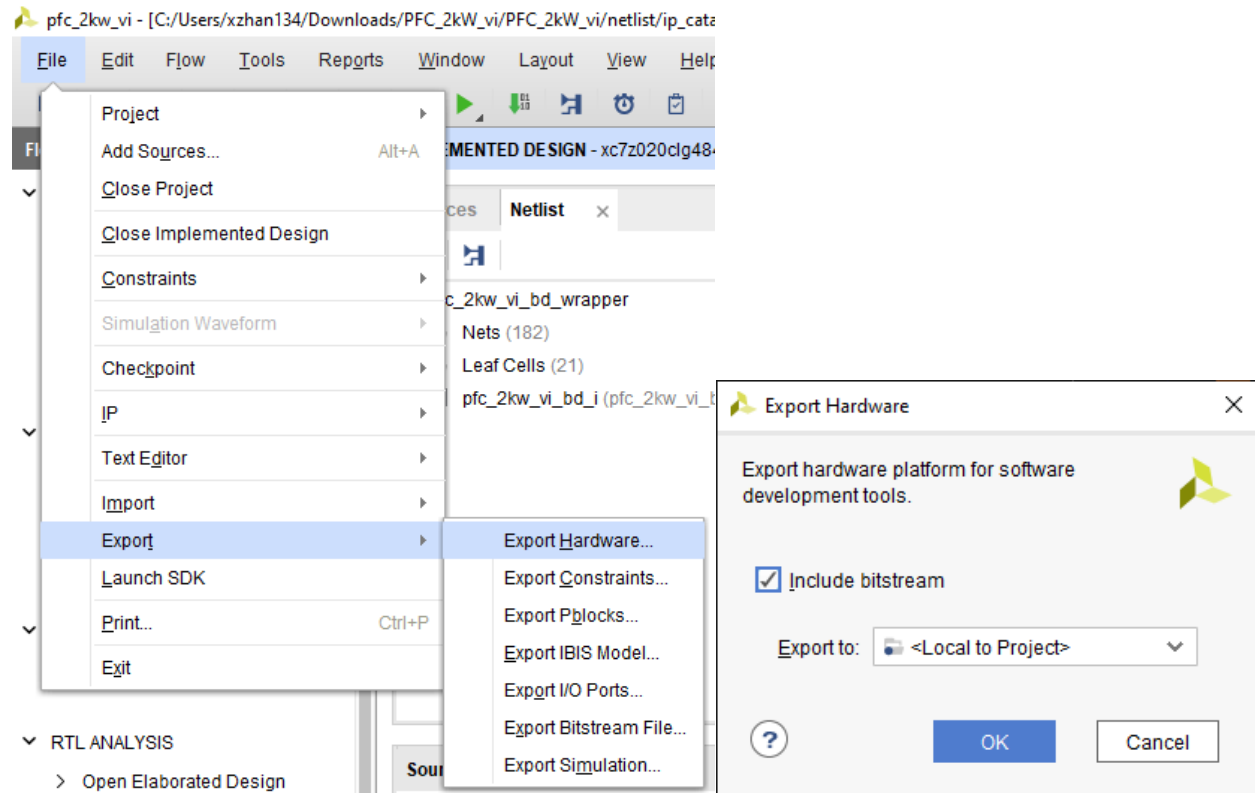 pfc_2kw_vi - [C:/Users/xzhan134/Downloads/PFC_2kW_vi/PFC_2kW_vi/netlist/ip_cata
File Edit Flow Tools Reports Window Layout View Help
Project
Add Sources... Alt+A
Close Project
Close Implemented Design
Constraints
Simulation Waveform
Checkpoint
IP
Text Editor
Import
Export
Launch SDK
Print... Ctrl+P
Exit
EMENTED DESIGN - xc7z020clg484
ces Netlist
c_2kw_vi_bd_wrapper
Nets (182)
Leaf Cells (21)
pfc_2kw_vi_bd_i (pfc_2kw_vi_b
Export Hardware...
Export Constraints...
Export Pblocks...
Export IBIS Model...
Export I/O Ports...
Export Bitstream File...
Export Simulation...
RTL ANALYSIS
Open Elaborated Design
Sour
Export Hardware
Export hardware platform for software
development tools.
Include bitstream
Export to: <Local to Project>
? OK Cancel